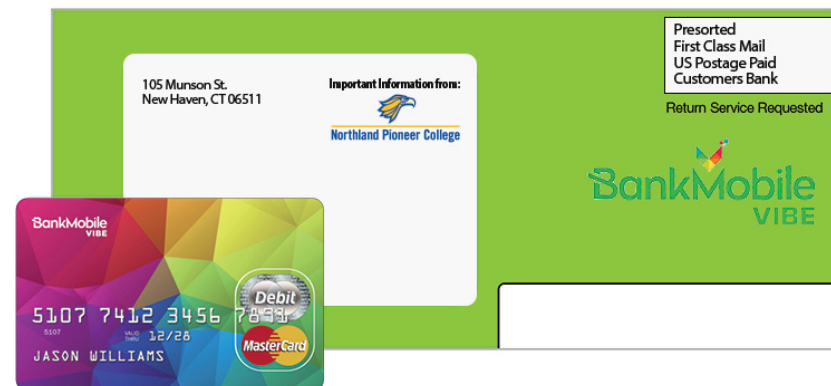 Presorted
First Class Mail
US Postage Paid
Customers Bank
Return Service Requested
105 Munson St.
New Haven, CT 06511
Important Information from:
Northland Pioneer College
BankMobile
VIBE
BankMobile
VIBE
Debit
5107 7412 3456 7891
5107
VALID THRU 12/28
JASON WILLIAMS
MasterCard